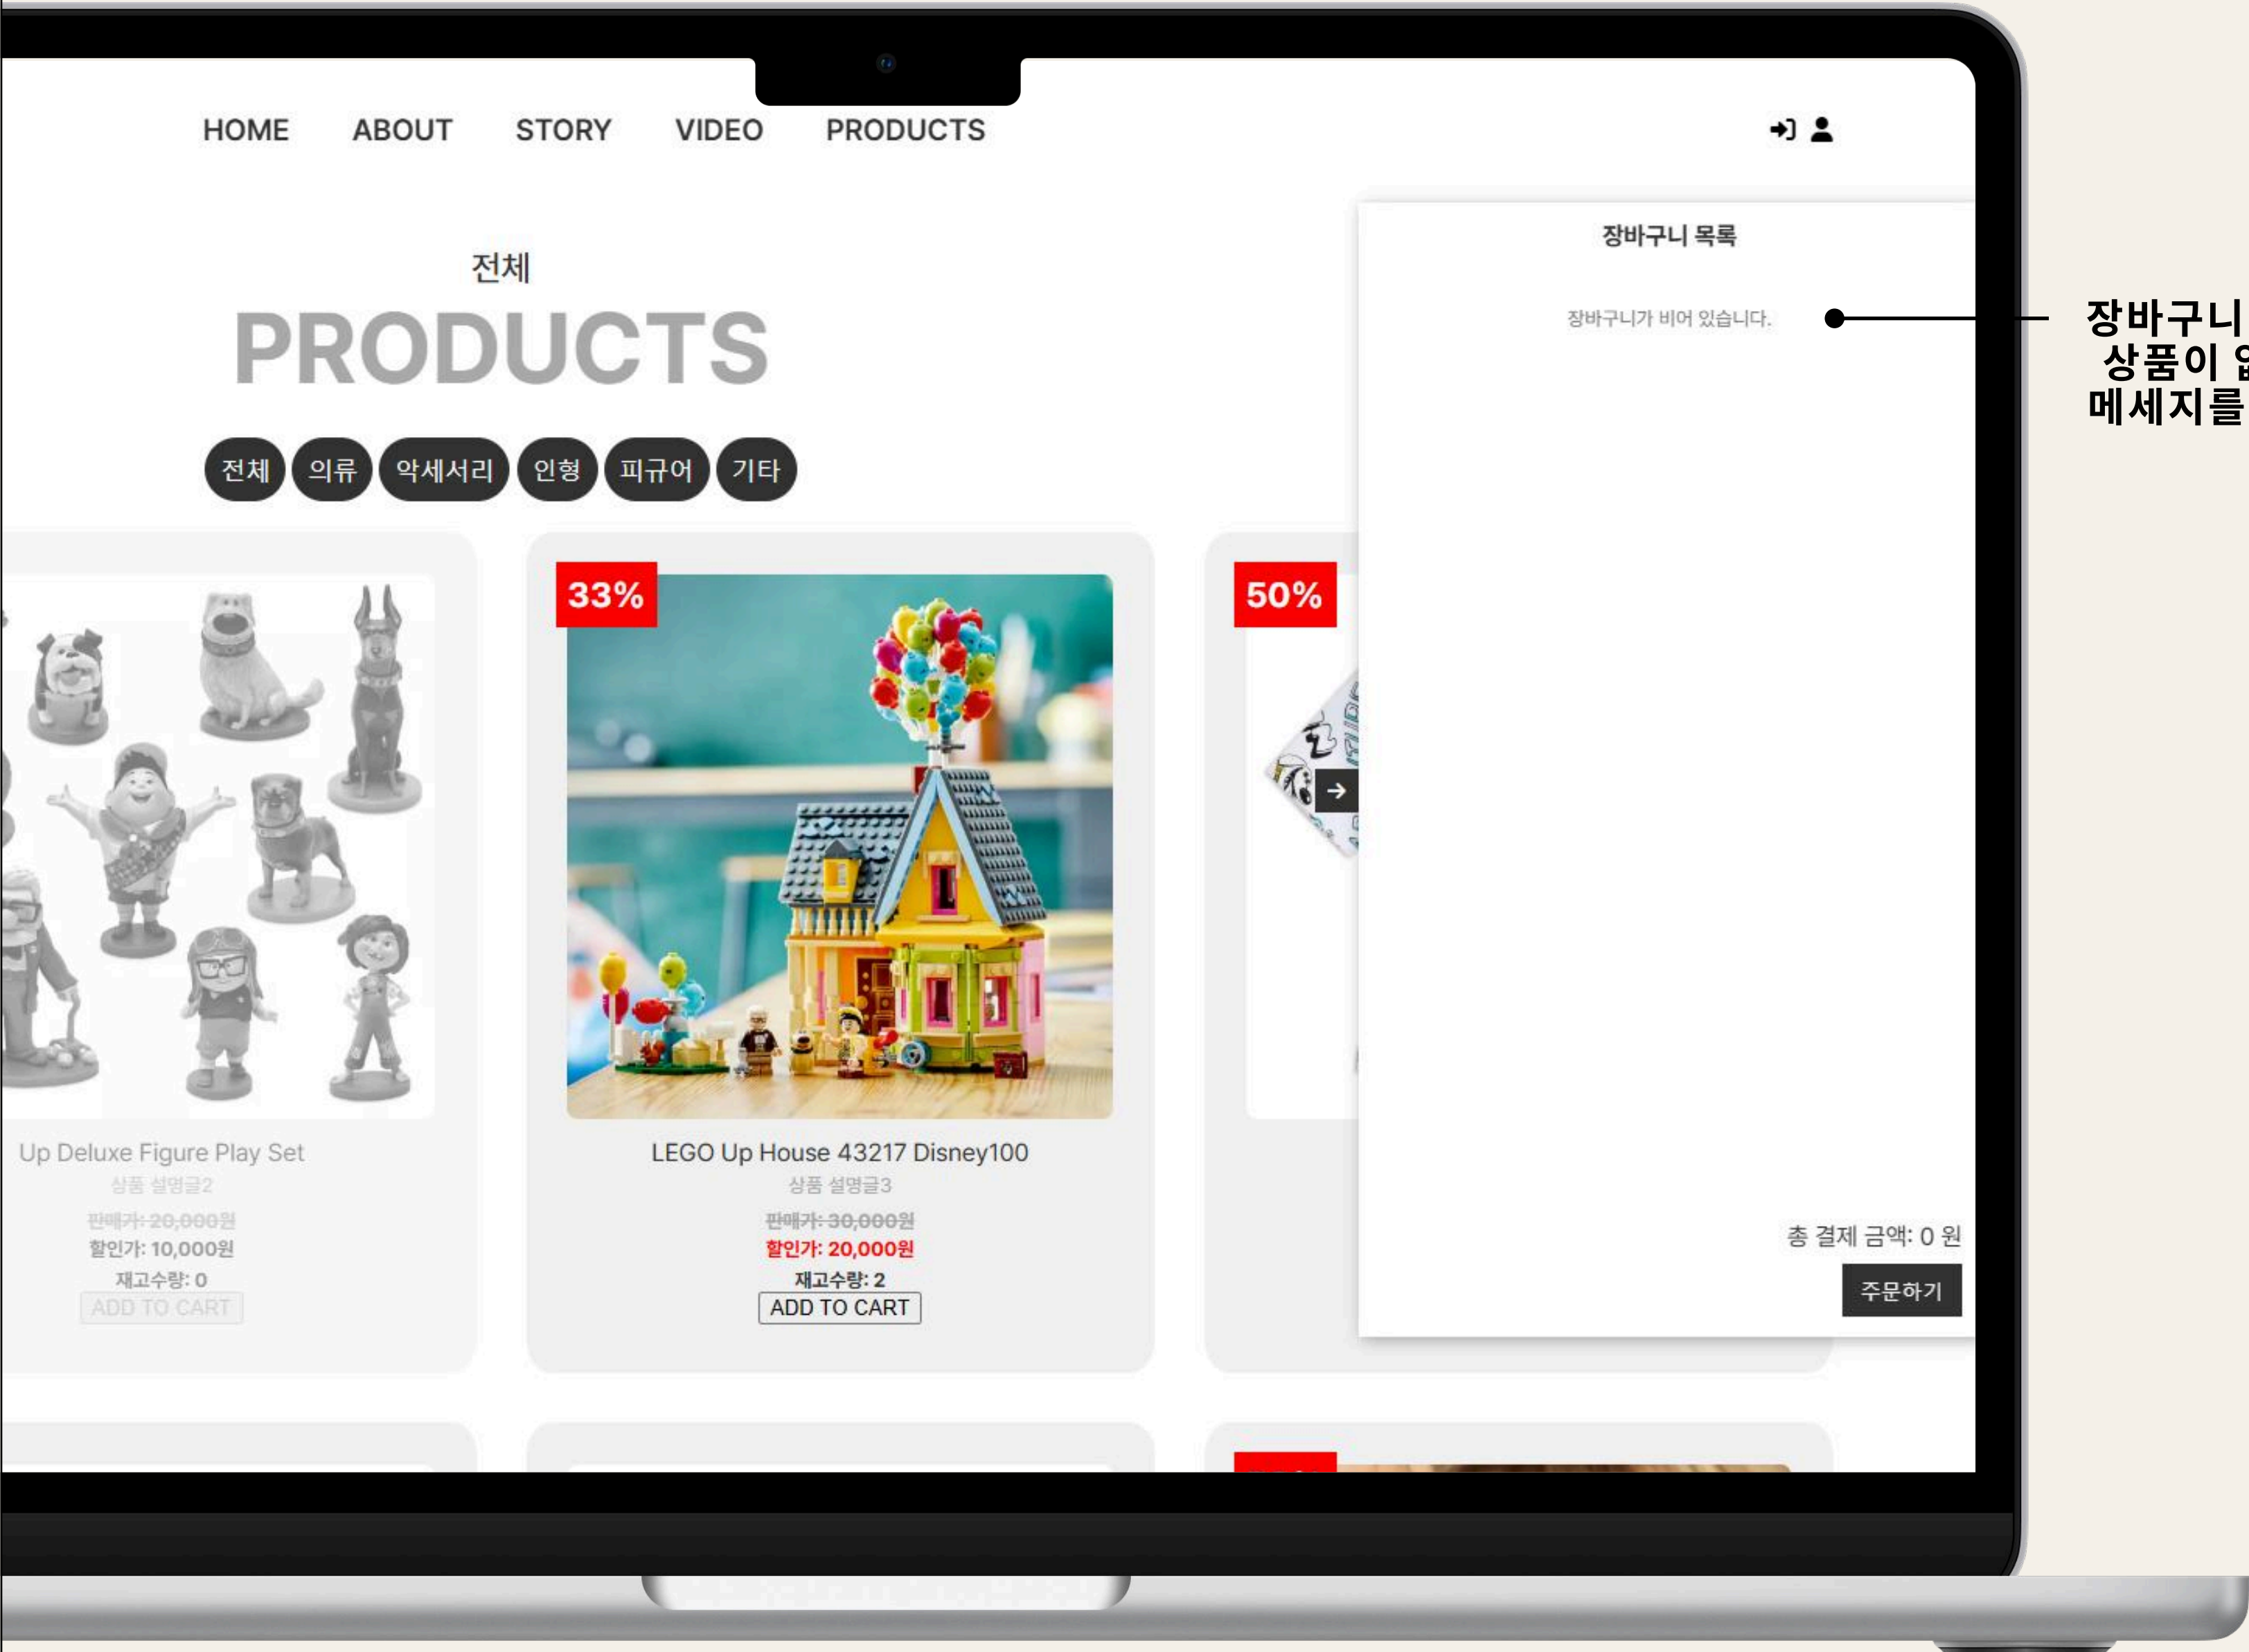 HOME ABOUT STORY VIDEO PRODUCTS
전체
PRODUCTS
전체 의류 악세서리 인형 피규어 기타
장바구니 목록
장바구니가 비어 있습니다.
장바구니
상품이
메세지를
33%
50%
Up Deluxe Figure Play Set
상품 설명글2
판매가: 20,000원
할인가: 10,000원
재고수량: 0
ADD TO CART
LEGO Up House 43217 Disney100
상품 설명글3
판매가: 30,000원
할인가: 20,000원
재고수량: 2
ADD TO CART
총 결제 금액: 0 원
주문하기